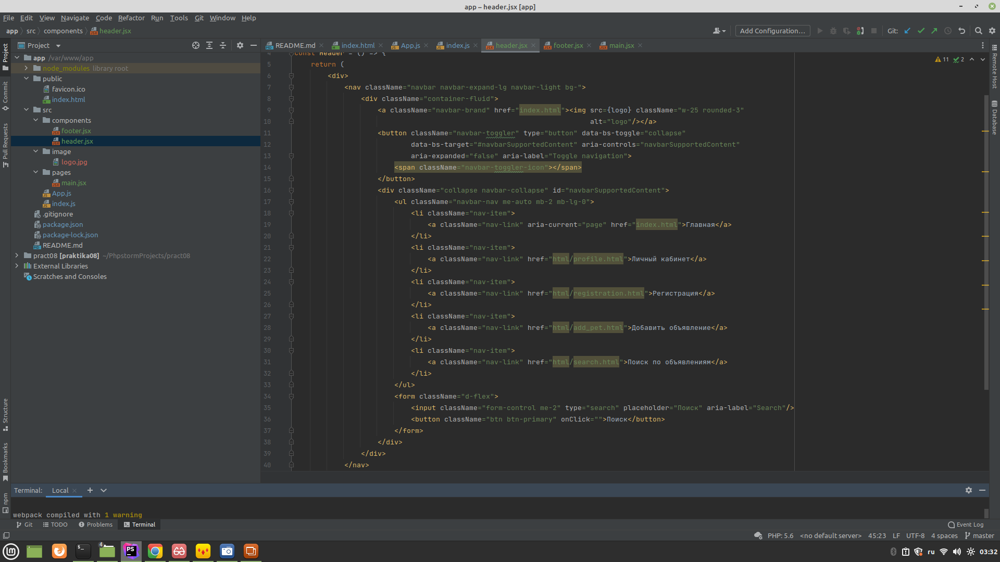 app – header.jsx [app]
File Edit View Navigate Code Refactor Run Tools Git Window Help
app src components header.jsx
Add Configuration... Git:
Project
README.md index.html App.js index.js header.jsx footer.jsx main.jsx
app /var/www/app
node_modules library root
public
favicon.ico
index.html
src
components
footer.jsx
header.jsx
image
logo.jpg
pages
main.jsx
App.js
index.js
.gitignore
package.json
package-lock.json
README.md
pract08 [praktika08] ~/PhpstormProjects/pract08
External Libraries
Scratches and Consoles
Project
Commit
Pull Requests
Structure
Bookmarks
npm
11 2
4 const Header = () => {
5 return (
6 <div>
7 <nav className="navbar navbar-expand-lg navbar-light bg-">
8 <div className="container-fluid">
9 <a className="navbar-brand" href="index.html"><img src={logo} className="w-25 rounded-3"
10 alt="logo"/></a>
11 <button className="navbar-toggler" type="button" data-bs-toggle="collapse"
12 data-bs-target="#navbarSupportedContent" aria-controls="navbarSupportedContent"
13 aria-expanded="false" aria-label="Toggle navigation">
14 <span className="navbar-toggler-icon"></span>
15 </button>
16 <div className="collapse navbar-collapse" id="navbarSupportedContent">
17 <ul className="navbar-nav me-auto mb-2 mb-lg-0">
18 <li className="nav-item">
19 <a className="nav-link" aria-current="page" href="index.html">Главная</a>
20 </li>
21 <li className="nav-item">
22 <a className="nav-link" href="html/profile.html">Личный кабинет</a>
23 </li>
24 <li className="nav-item">
25 <a className="nav-link" href="html/registration.html">Регистрация</a>
26 </li>
27 <li className="nav-item">
28 <a className="nav-link" href="html/add_pet.html">Добавить объявление</a>
29 </li>
30 <li className="nav-item">
31 <a className="nav-link" href="html/search.html">Поиск по объявлениям</a>
32 </li>
33 </ul>
34 <form className="d-flex">
35 <input className="form-control me-2" type="search" placeholder="Поиск" aria-label="Search"/>
36 <button className="btn btn-primary" onClick="">Поиск</button>
37 </form>
38 </div>
39 </div>
40 </nav>
Remote Host
Database
Terminal: Local
webpack compiled with 1 warning
Git TODO Problems Terminal Event Log
PHP: 5.6 <no default server> 45:23 LF UTF-8 4 spaces master
4 PS ru 03:32